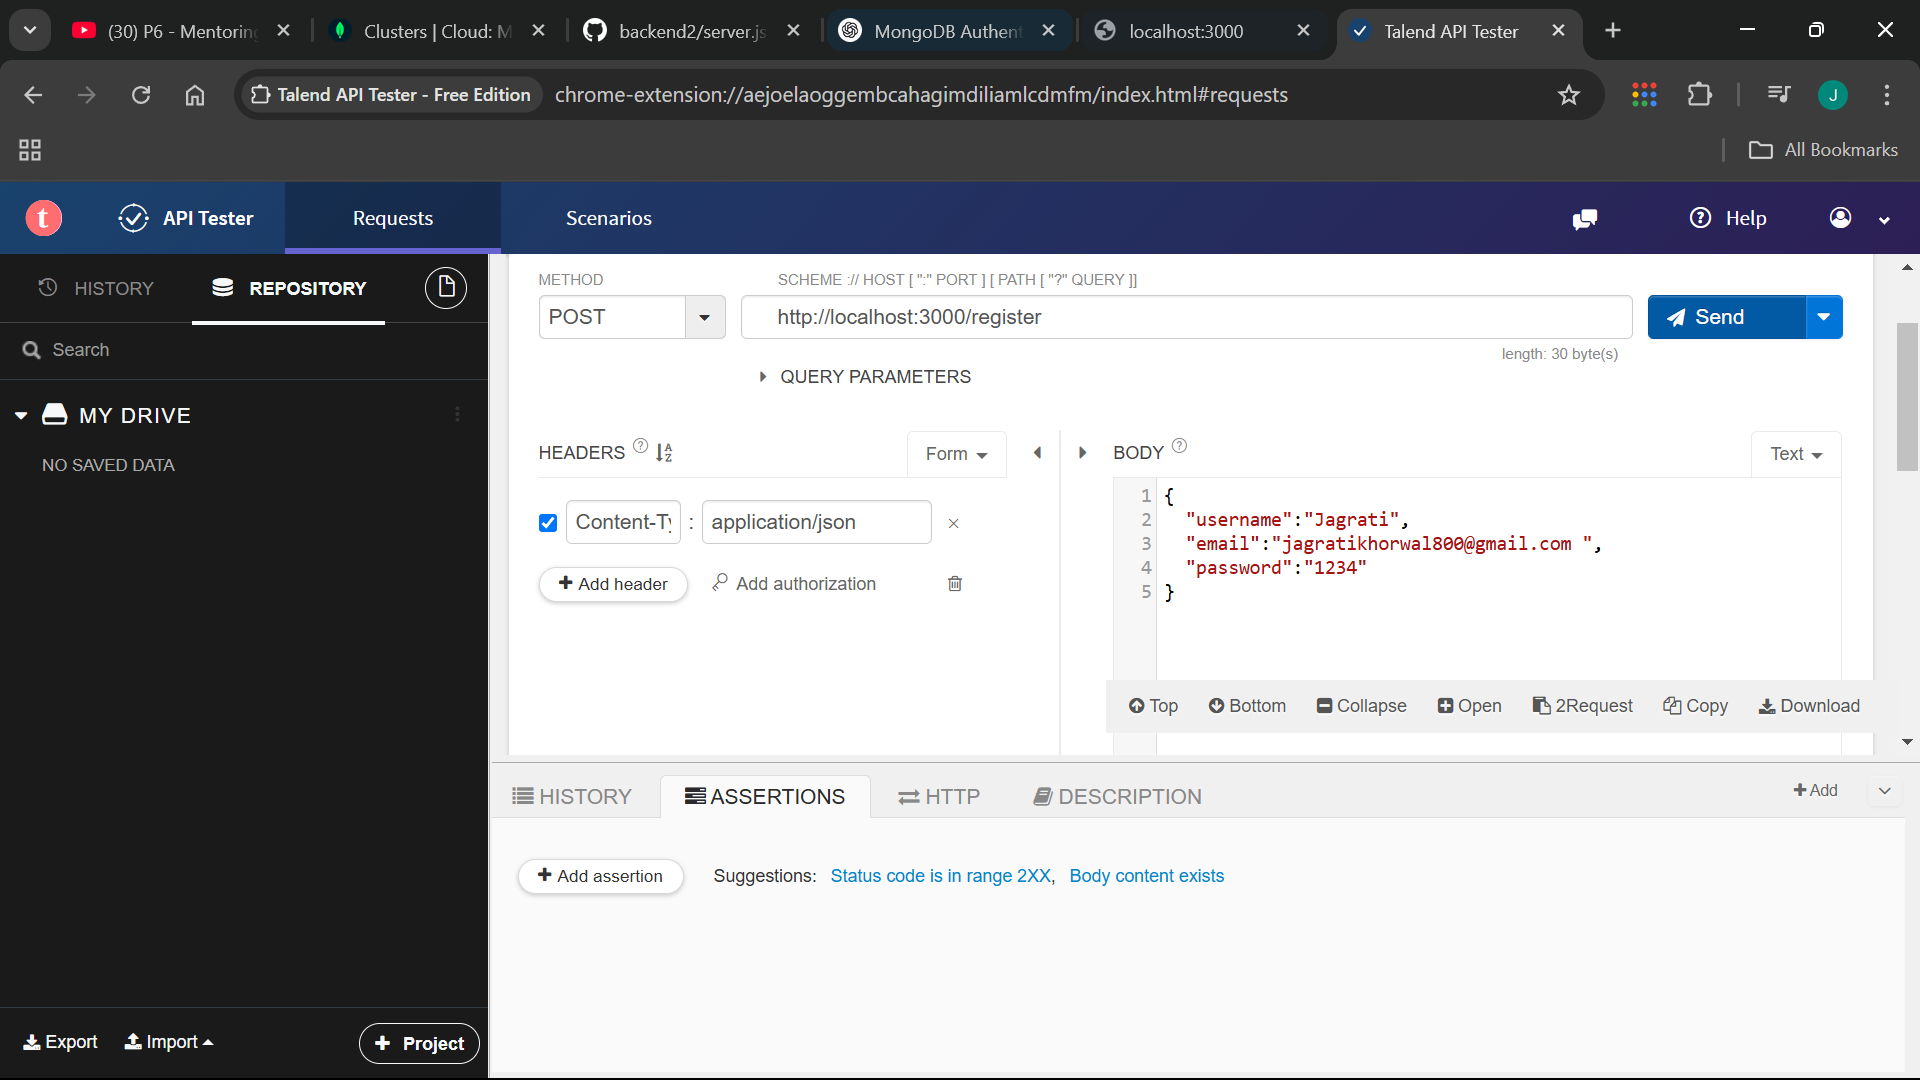 (30) P6 - Mentoring
Clusters | Cloud: M
backend2/server.js
MongoDB Authent
localhost:3000
Talend API Tester
Talend API Tester - Free Edition
chrome-extension://aejoelaoggembcahagimdiliamlcdmfm/index.html#requests
J
All Bookmarks
t
API Tester
Requests
Scenarios
Help
HISTORY
REPOSITORY
Search
MY DRIVE
NO SAVED DATA
Export
Import
Project
METHOD
SCHEME :// HOST [ ":" PORT ] [ PATH [ "?" QUERY ]]
POST
http://localhost:3000/register
Send
length: 30 byte(s)
QUERY PARAMETERS
HEADERS
Form
Content-Ty : application/json
Add header
Add authorization
BODY
Text
1 {
2 "username":"Jagrati",
3 "email":"jagratikhorwal800@gmail.com ",
4 "password":"1234"
5 }
Top
Bottom
Collapse
Open
2Request
Copy
Download
HISTORY
ASSERTIONS
HTTP
DESCRIPTION
Add
Add assertion
Suggestions: Status code is in range 2XX, Body content exists